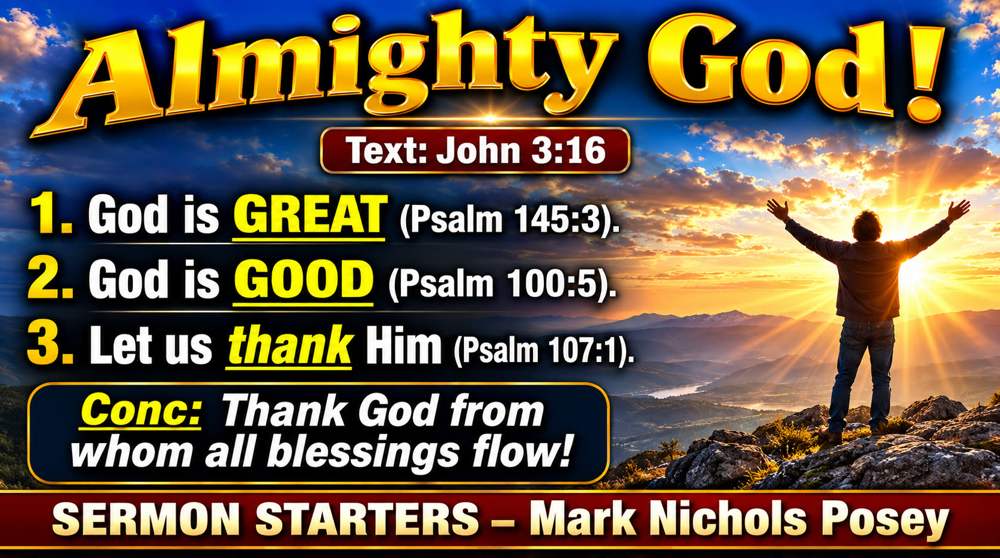 Almighty God!
Text: John 3:16
1. God is GREAT (Psalm 145:3).
2. God is GOOD (Psalm 100:5).
3. Let us thank Him (Psalm 107:1).
Conc: Thank God from
whom all blessings flow!
SERMON STARTERS – Mark Nichols Posey